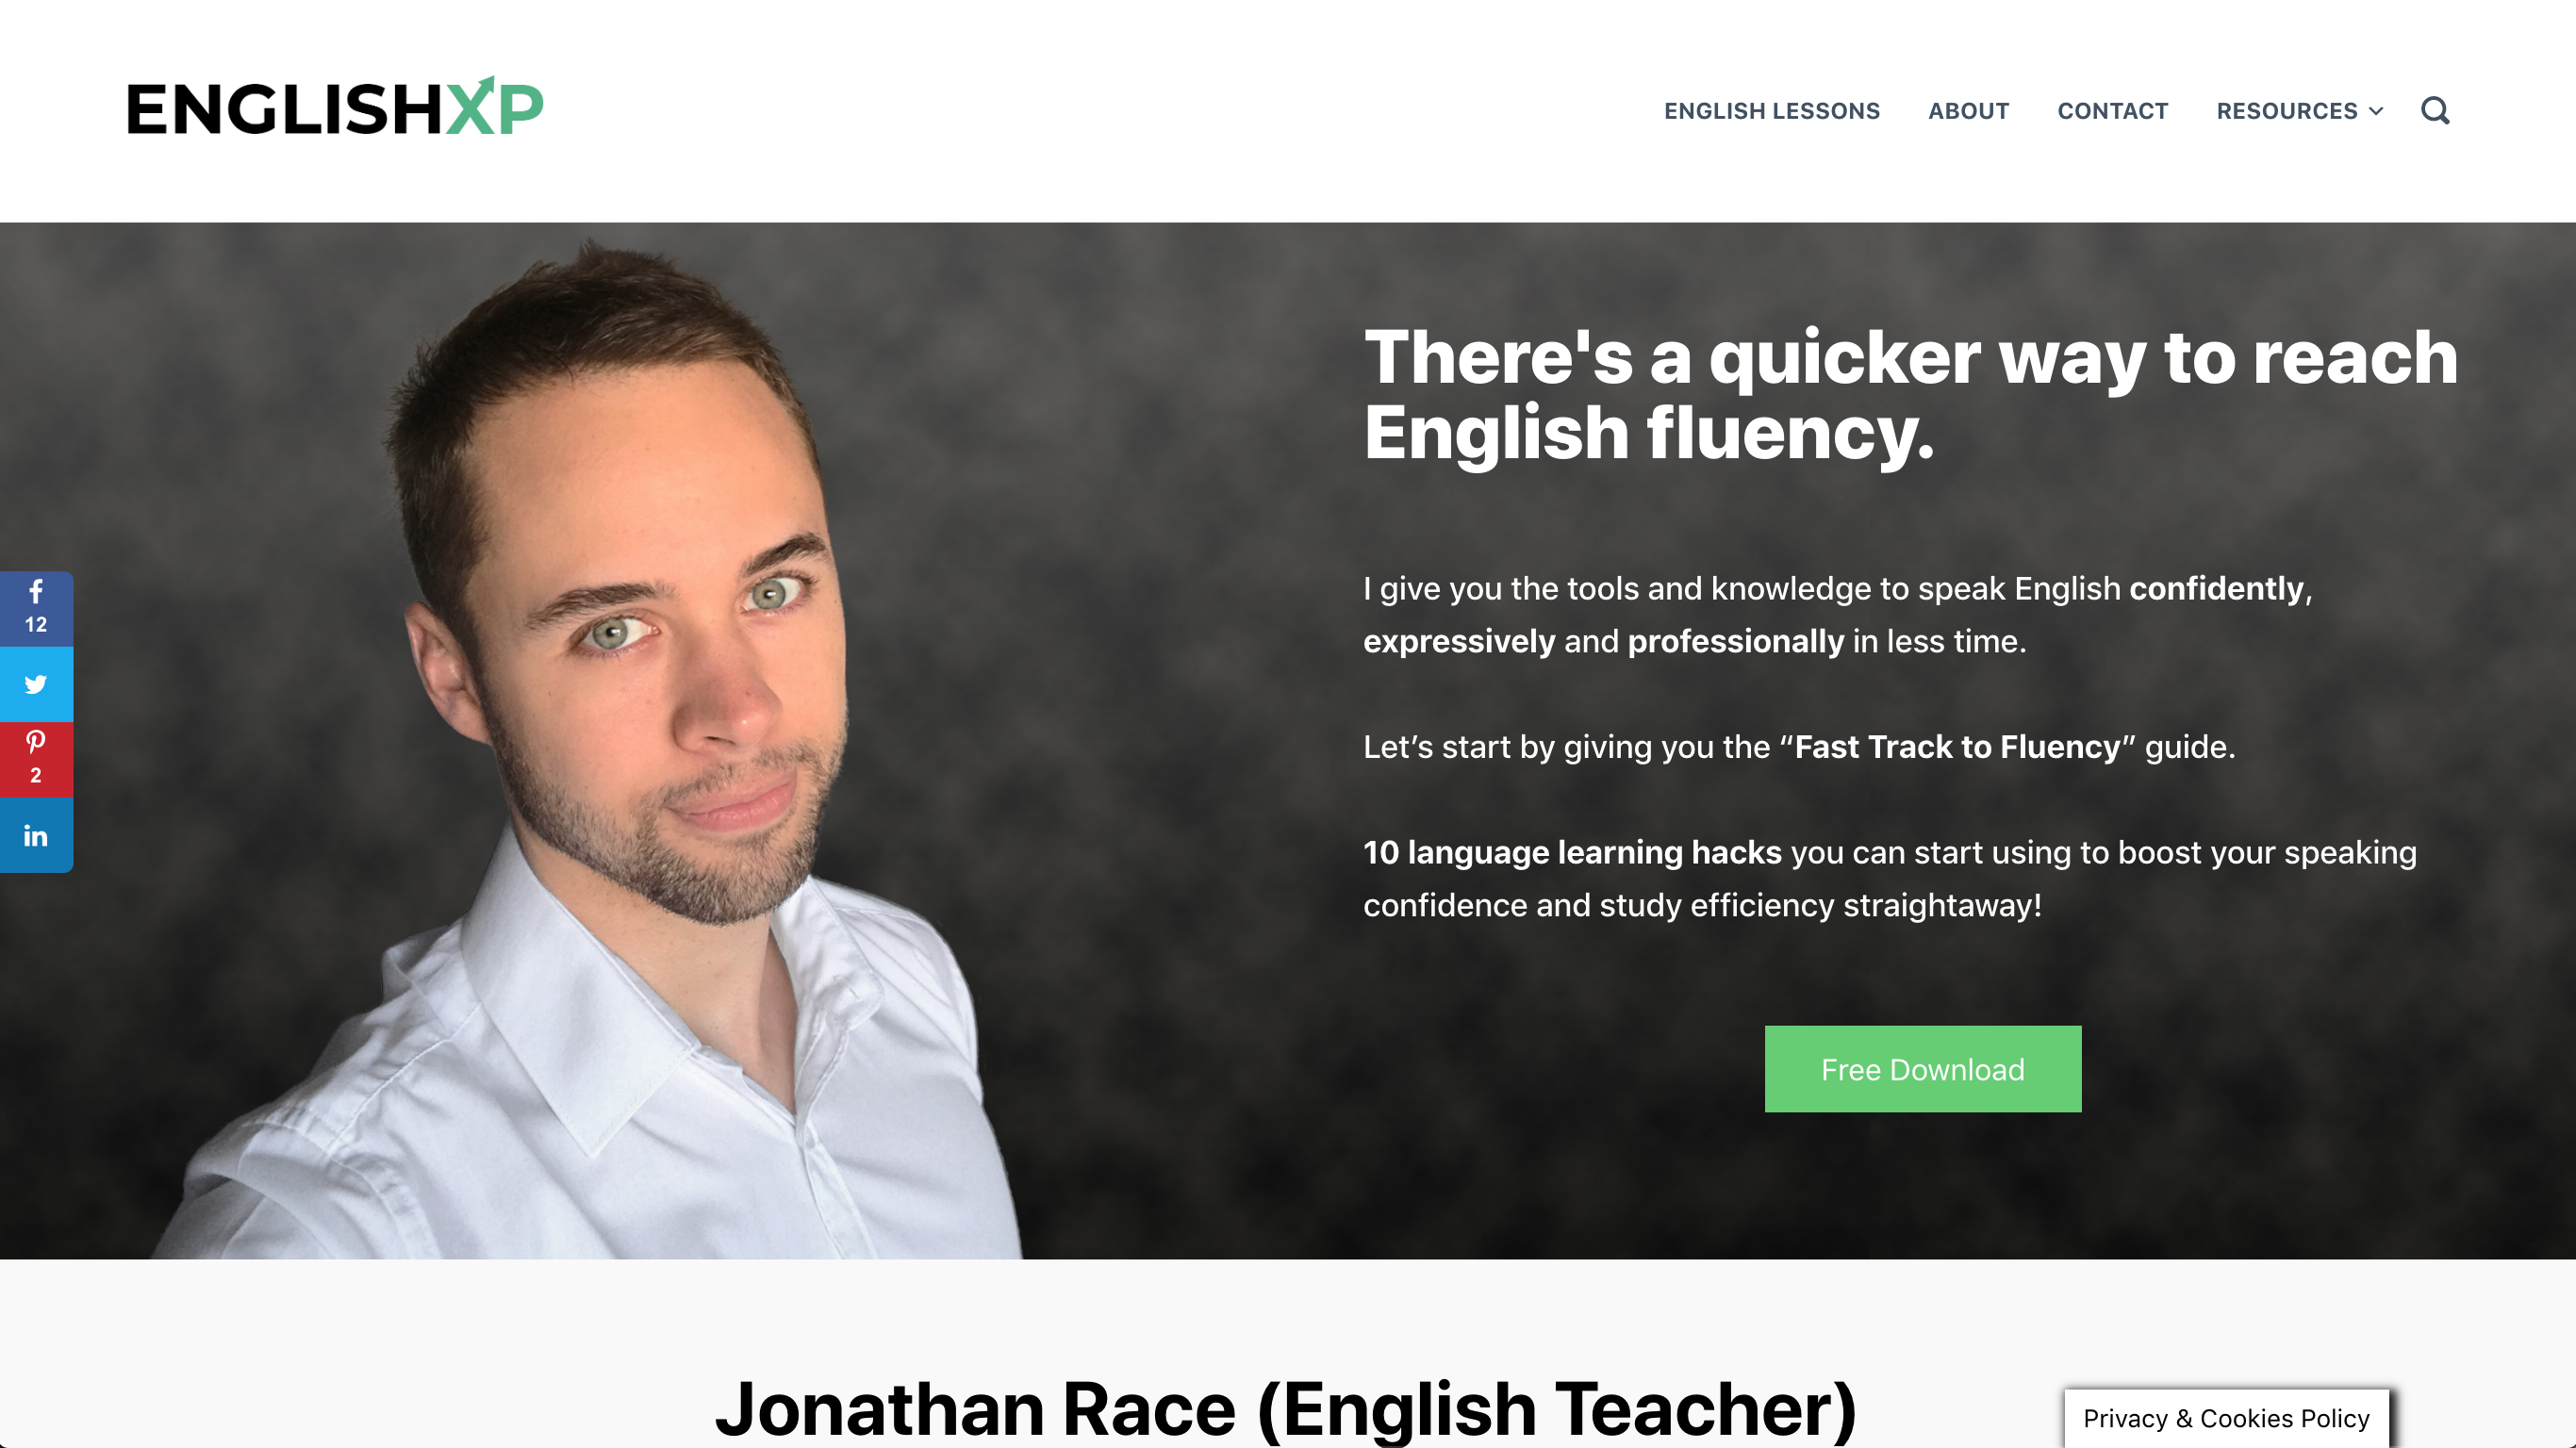 ENGLISHXP
ENGLISH LESSONS
ABOUT
CONTACT
RESOURCES
There's a quicker way to reach
English fluency.
I give you the tools and knowledge to speak English confidently,
expressively and professionally in less time.
Let’s start by giving you the “Fast Track to Fluency” guide.
10 language learning hacks you can start using to boost your speaking
confidence and study efficiency straightaway!
Free Download
12
2
in
Jonathan Race (English Teacher)
Privacy & Cookies Policy